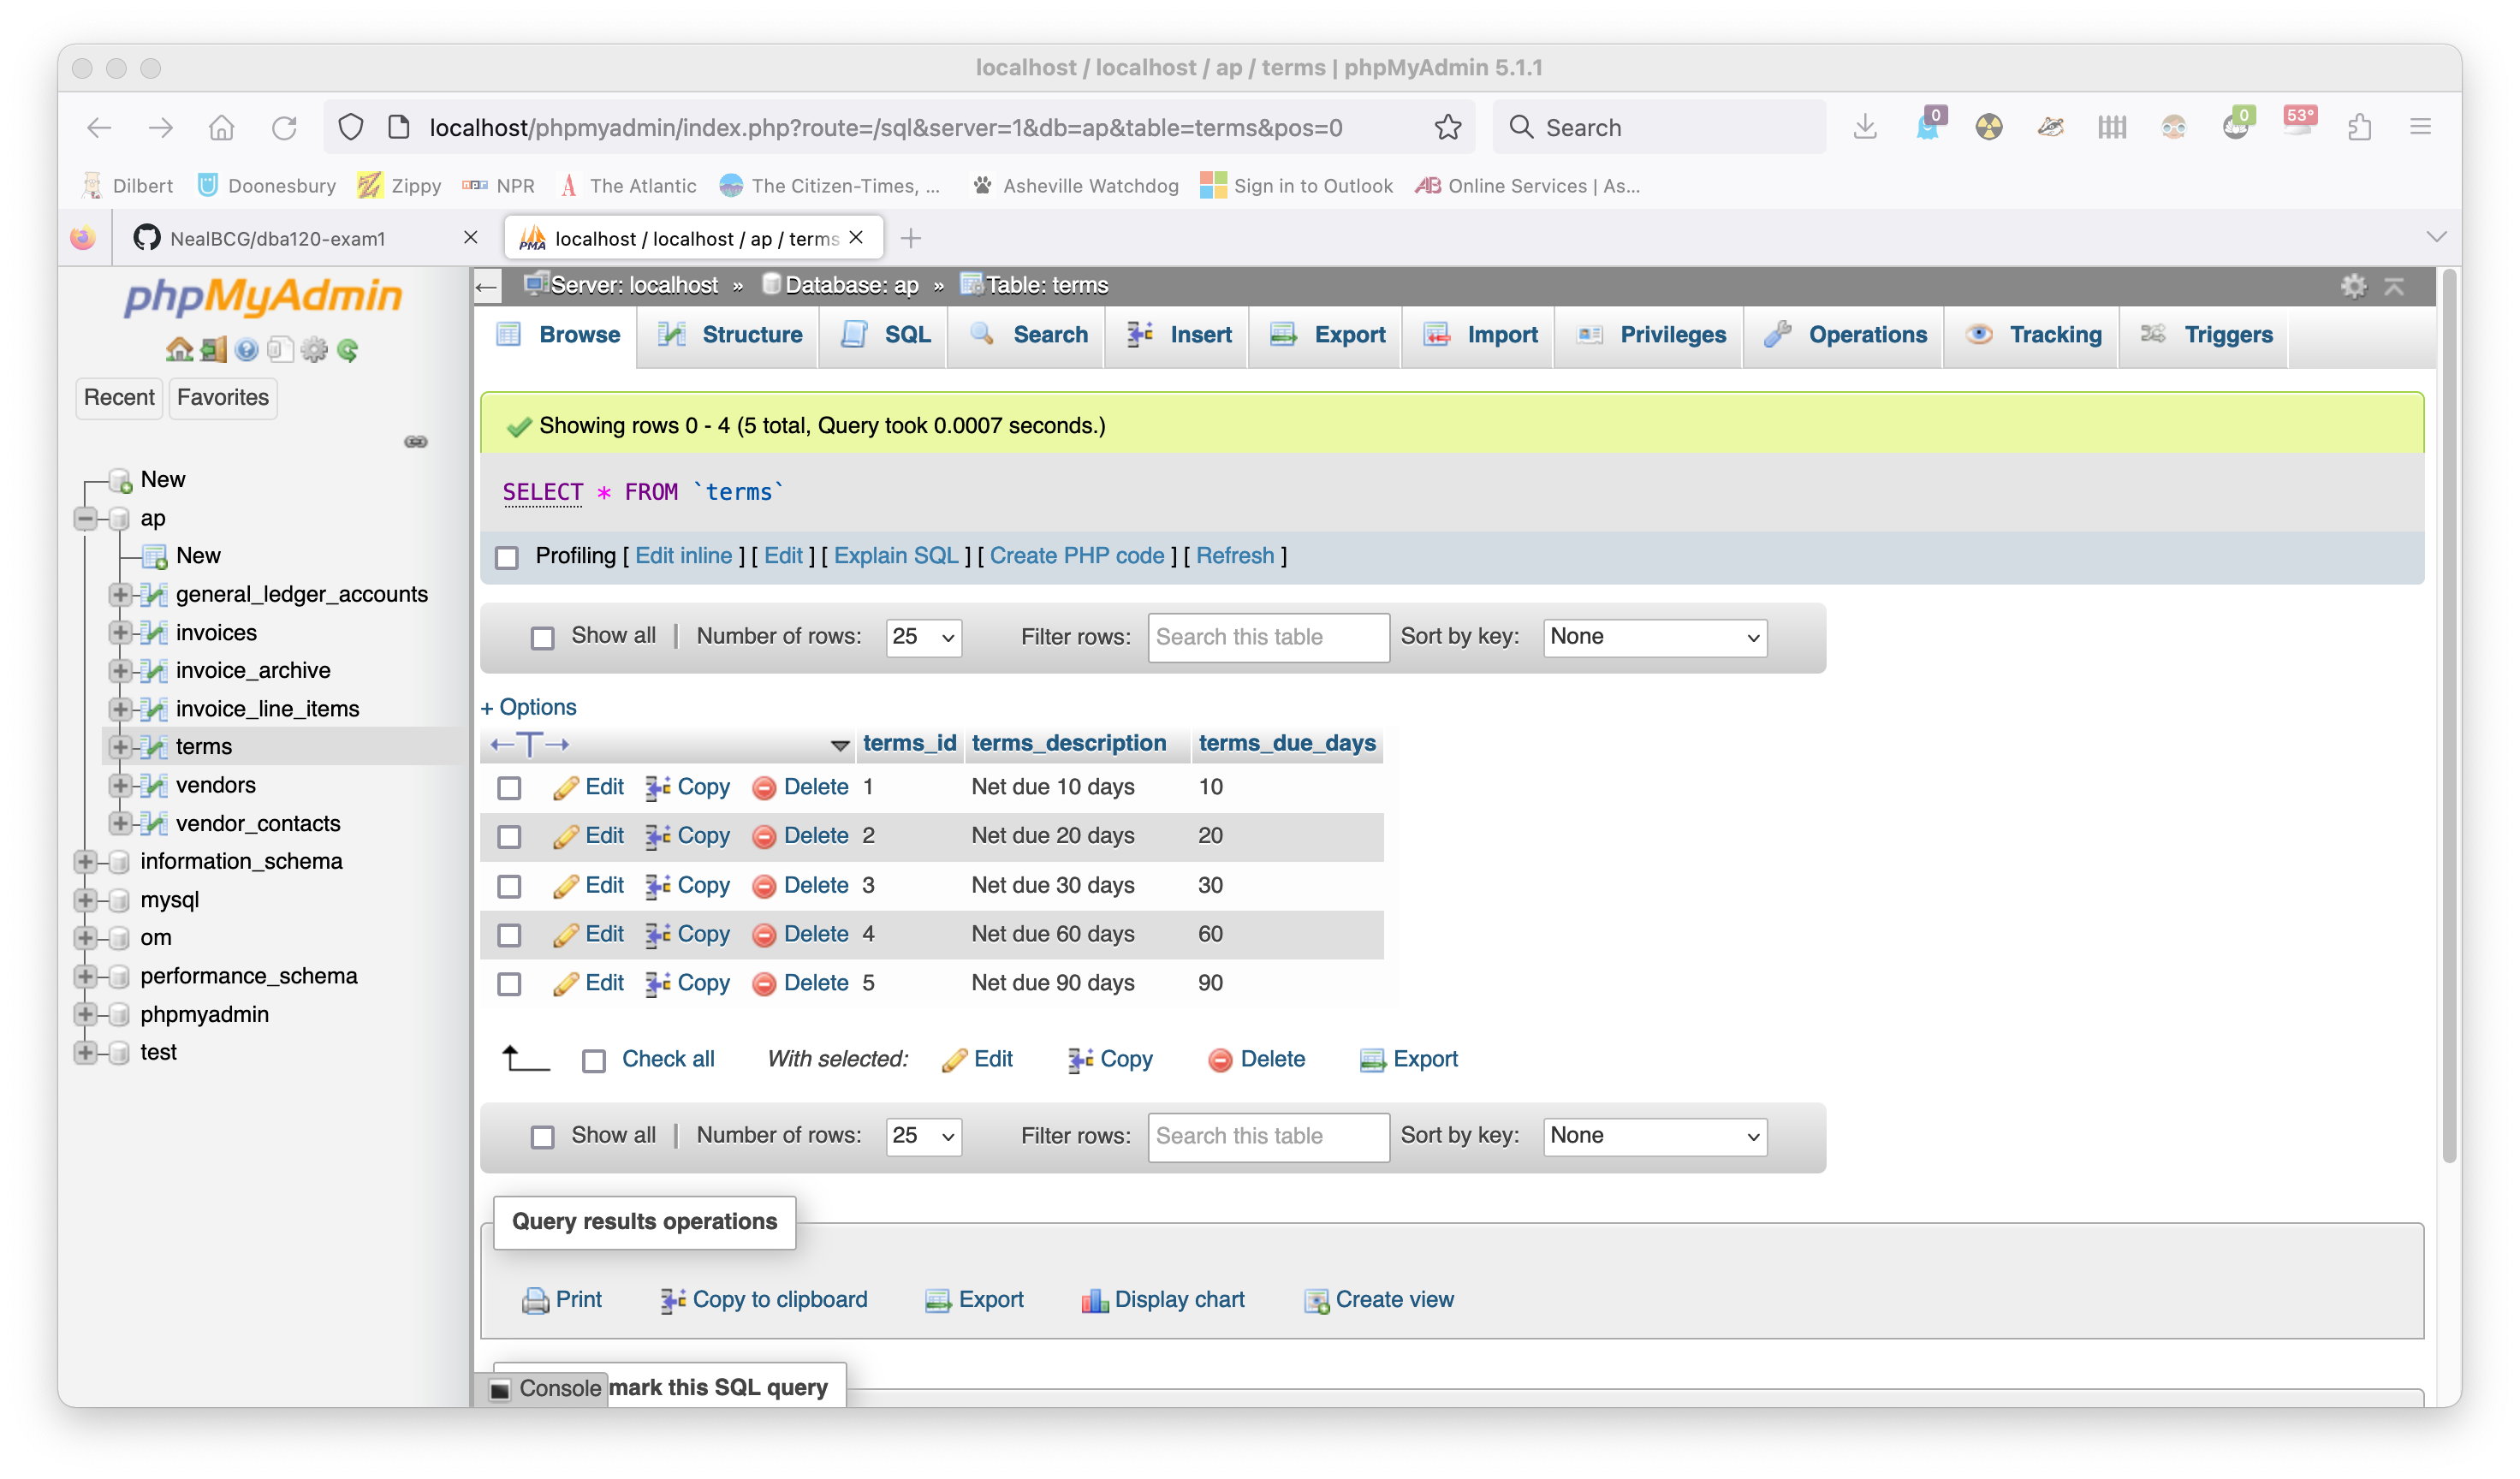 localhost / localhost / ap / terms | phpMyAdmin 5.1.1
localhost/phpmyadmin/index.php?route=/sql&server=1&db=ap&table=terms&pos=0
Search
0
0
53°
Dilbert
Doonesbury
Zippy
npr NPR
The Atlantic
The Citizen-Times, ...
Asheville Watchdog
Sign in to Outlook
AB Online Services | As...
NealBCG/dba120-exam1
PMA localhost / localhost / ap / terms
phpMyAdmin
Recent
Favorites
New
ap
New
general_ledger_accounts
invoices
invoice_archive
invoice_line_items
terms
vendors
vendor_contacts
information_schema
mysql
om
performance_schema
phpmyadmin
test
Server: localhost » Database: ap » Table: terms
Browse Structure SQL Search Insert Export Import Privileges Operations Tracking Triggers
Showing rows 0 - 4 (5 total, Query took 0.0007 seconds.)
SELECT * FROM `terms`
Profiling [ Edit inline ] [ Edit ] [ Explain SQL ] [ Create PHP code ] [ Refresh ]
Show all | Number of rows: 25 Filter rows: Search this table Sort by key: None
+ Options
←T→ terms_id terms_description terms_due_days
Edit Copy Delete 1 Net due 10 days 10
Edit Copy Delete 2 Net due 20 days 20
Edit Copy Delete 3 Net due 30 days 30
Edit Copy Delete 4 Net due 60 days 60
Edit Copy Delete 5 Net due 90 days 90
Check all With selected: Edit Copy Delete Export
Show all | Number of rows: 25 Filter rows: Search this table Sort by key: None
Query results operations
Print Copy to clipboard Export Display chart Create view
Console mark this SQL query